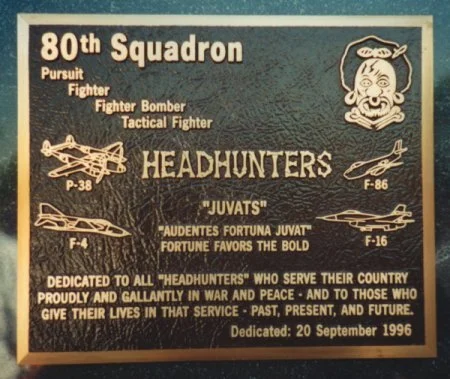 80th Squadron
Pursuit
Fighter
Fighter Bomber
Tactical Fighter
HEADHUNTERS
P-38
F-86
"JUVATS"
"AUDENTES FORTUNA JUVAT"
FORTUNE FAVORS THE BOLD
F-4
F-16
DEDICATED TO ALL "HEADHUNTERS" WHO SERVE THEIR COUNTRY
PROUDLY AND GALLANTLY IN WAR AND PEACE - AND TO THOSE WHO
GIVE THEIR LIVES IN THAT SERVICE - PAST, PRESENT, AND FUTURE.
Dedicated: 20 September 1996